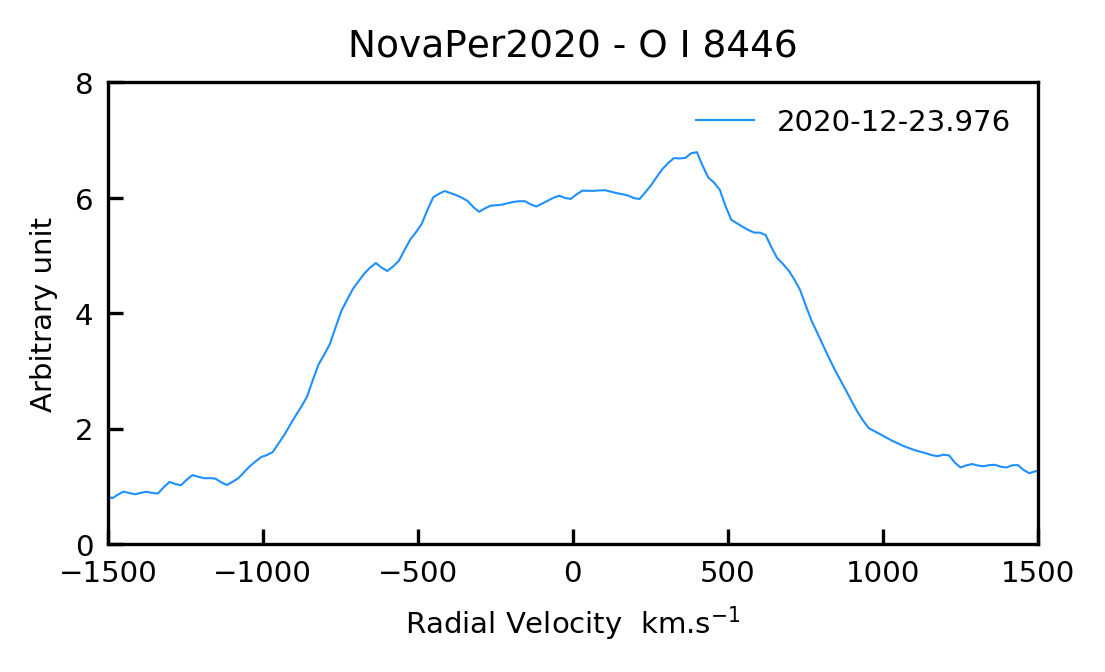 NovaPer2020 - O I 8446
2020-12-23.976
8
6
4
2
0
Arbitrary unit
−1500 −1000 −500 0 500 1000 1500
Radial Velocity km.s⁻¹